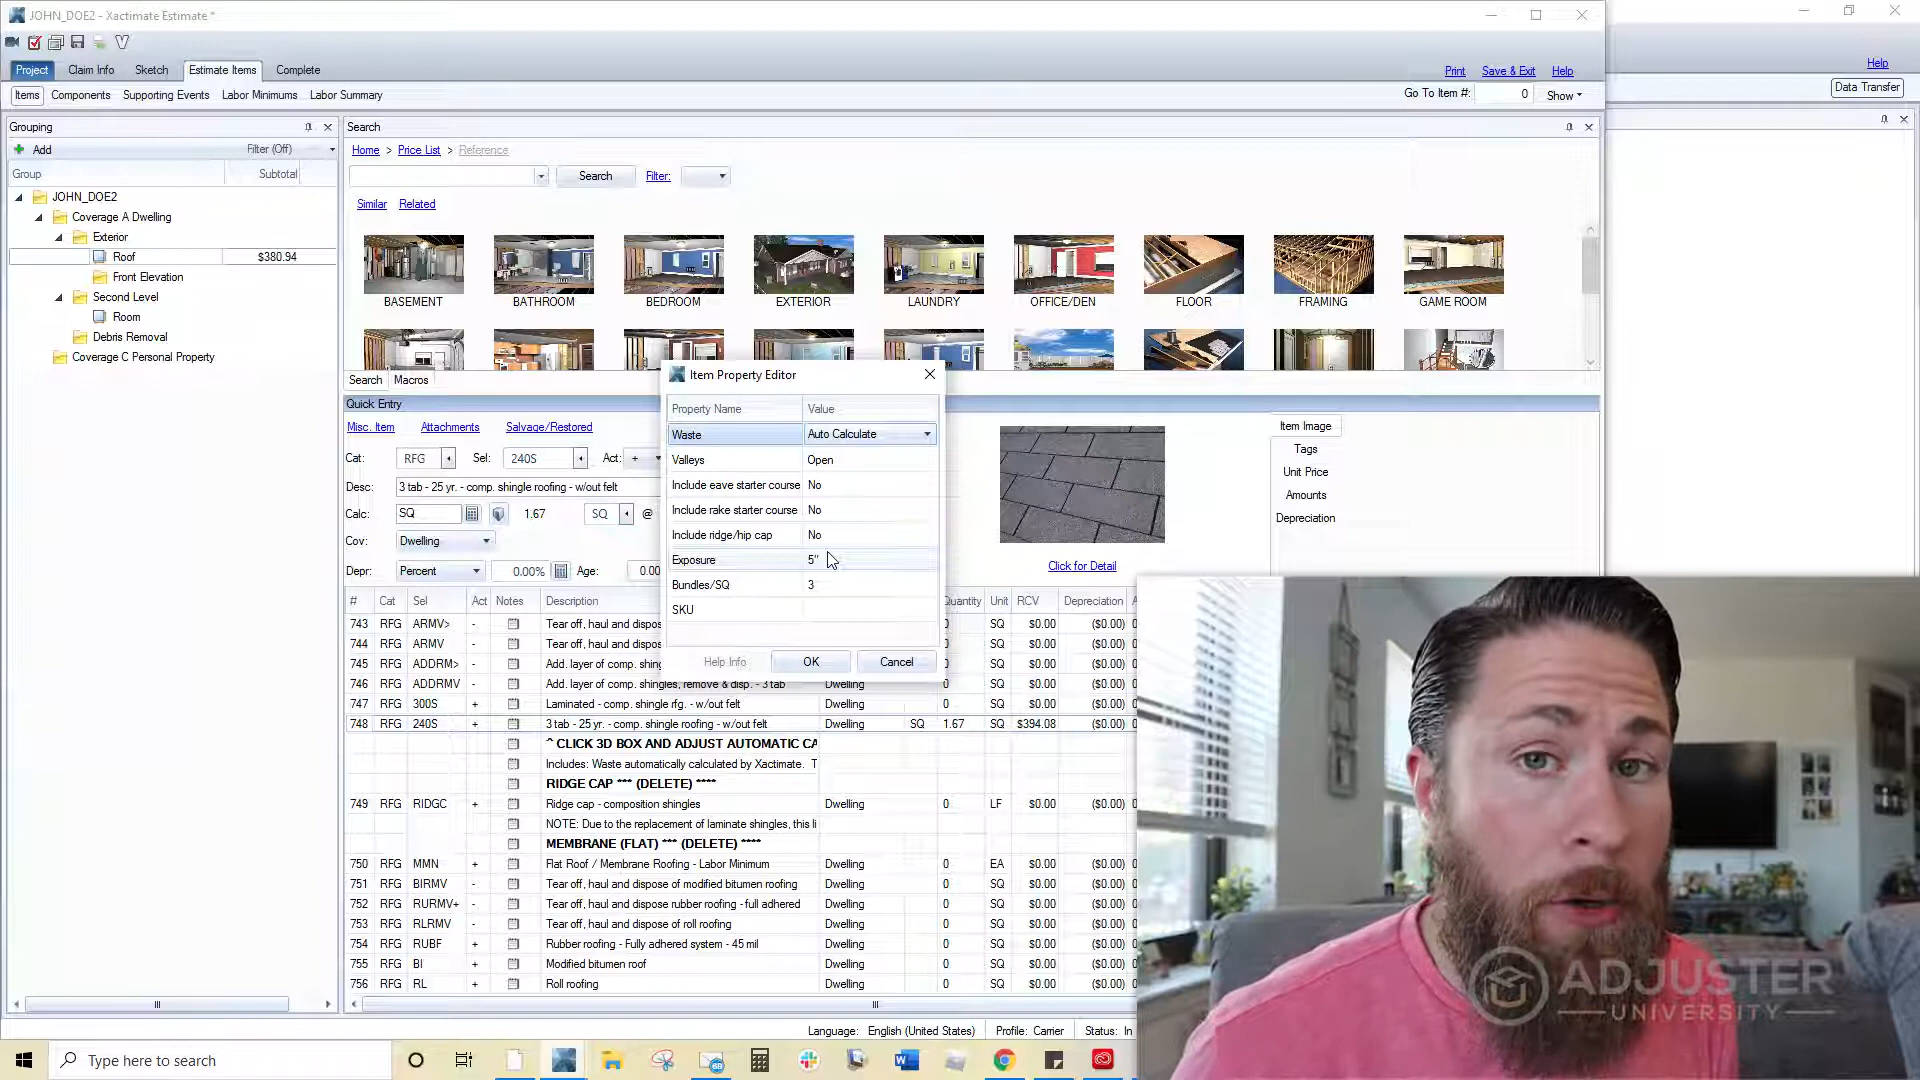 JOHN_DOE2 - Xactimate Estimate *
Project
Claim Info
Sketch
Estimate Items
Complete
Print
Save & Exit
Help
Help
Items
Components
Supporting Events
Labor Minimums
Labor Summary
Go To Item #:
0
Show
Data Transfer
Grouping
Add
Filter (Off)
Group
Subtotal
JOHN_DOE2
Coverage A Dwelling
Exterior
Roof
$380.94
Front Elevation
Second Level
Room
Debris Removal
Coverage C Personal Property
Search
Home > Price List > Reference
Search
Filter:
Similar
Related
BASEMENT
BATHROOM
BEDROOM
EXTERIOR
LAUNDRY
OFFICE/DEN
FLOOR
FRAMING
GAME ROOM
Search
Macros
Quick Entry
Misc. Item
Attachments
Salvage/Restored
Cat:
RFG
Sel:
240S
Act:
+
Desc:
3 tab - 25 yr. - comp. shingle roofing - w/out felt
Calc:
SQ
1.67
SQ
@
Cov:
Dwelling
Depr:
Percent
0.00%
Age:
0.00
Item Property Editor
Property Name
Value
Waste
Auto Calculate
Valleys
Open
Include eave starter course
No
Include rake starter course
No
Include ridge/hip cap
No
Exposure
5"
Bundles/SQ
3
SKU
Help Info
OK
Cancel
Click for Detail
Item Image
Tags
Unit Price
Amounts
Depreciation
# Cat Sel Act Notes Description Quantity Unit RCV Depreciation A
743 RFG ARMV> - Tear off, haul and dispo SQ $0.00 ($0.00) 0
744 RFG ARMV - Tear off, haul and dispo SQ $0.00 ($0.00) 0
745 RFG ADDRM> - Add. layer of comp. shing 0 SQ $0.00 ($0.00) 0
746 RFG ADDRMV - Add. layer of comp. shingles, remove & disp. - 3 tab Dwelling 0 SQ $0.00 ($0.00)
747 RFG 300S + Laminated - comp. shingle rfg. - w/out felt Dwelling 0 SQ $0.00 ($0.00)
748 RFG 240S + 3 tab - 25 yr. - comp. shingle roofing - w/out felt Dwelling SQ 1.67 SQ $394.08 ($0.00)
^ CLICK 3D BOX AND ADJUST AUTOMATIC CA
Includes: Waste automatically calculated by Xactimate. T
RIDGE CAP *** (DELETE) ****
749 RFG RIDGC + Ridge cap - composition shingles Dwelling 0 LF $0.00 ($0.00)
NOTE: Due to the replacement of laminate shingles, this li
MEMBRANE (FLAT) *** (DELETE) ****
750 RFG MMN + Flat Roof / Membrane Roofing - Labor Minimum Dwelling 0 EA $0.00 ($0.00)
751 RFG BIRMV - Tear off, haul and dispose of modified bitumen roofing Dwelling 0 SQ $0.00 ($0.00)
752 RFG RURMV+ - Tear off, haul and dispose rubber roofing - full adhered Dwelling 0 SQ $0.00 ($0.00)
753 RFG RLRMV - Tear off, haul and dispose of roll roofing Dwelling 0 SQ $0.00 ($0.00)
754 RFG RUBF + Rubber roofing - Fully adhered system - 45 mil Dwelling 0 SQ $0.00 ($0.00)
755 RFG BI + Modified bitumen roof Dwelling 0 SQ $0.00 ($0.00)
756 RFG RL + Roll roofing Dwelling 0 SQ $0.00 ($0.00)
Language: English (United States)
Profile: Carrier
Status: In
ADJUSTER
UNIVERSITY
Type here to search
68